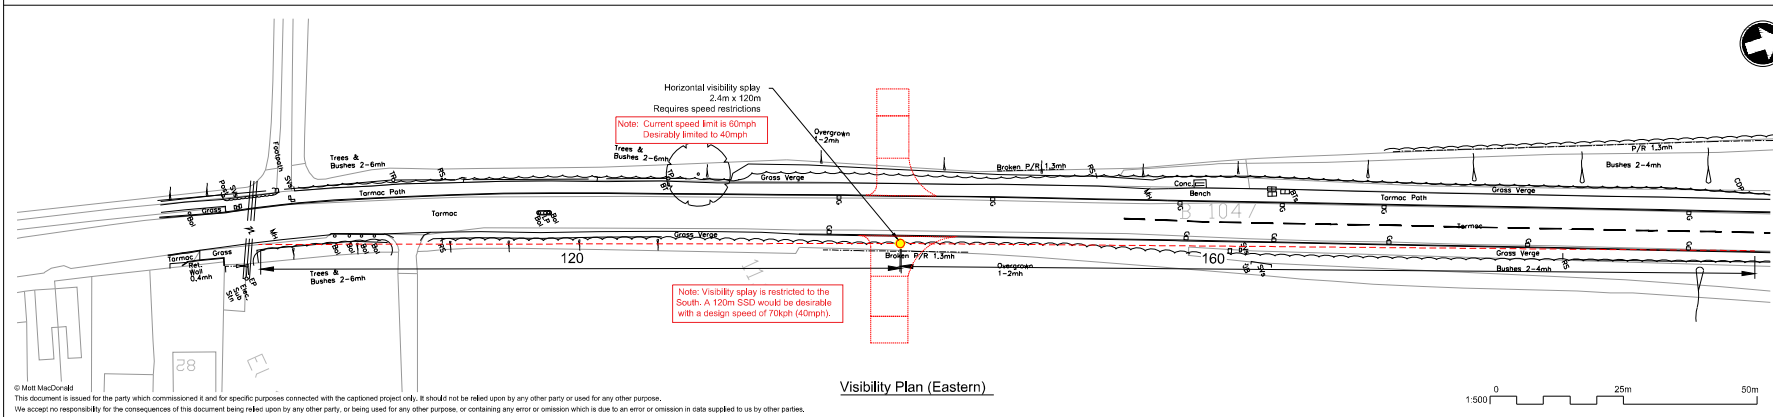 Horizontal visibility splay
2.4m x 120m
Requires speed restrictions
Note: Current speed limit is 60mph
Desirably limited to 40mph
Overgrown
1-2mh
Trees &
Bushes 2-6mh
Trees &
Bushes 2-6mh
Broken P/R 1.3mh
P/R 1.3mh
Bushes 2-4mh
Footpath
Grass Verge
Conc.
Bench
BTs
Grass Verge
CDP
Tarmac Path
Tarmac Path
Grass
Tarmac
B 1047
Tarmac
MH
Grass Verge
Tarmac
Grass
Ret.
Wall
0.4mh
Elec.
Sub
Stn
Trees &
Bushes 2-6mh
120
Broken P/R 1.3mh
Overgrown
1-2mh
160
Grass Verge
Bushes 2-4mh
Note: Visibility splay is restricted to the
South. A 120m SSD would be desirable
with a design speed of 70kph (40mph).
82
El
Visibility Plan (Eastern)
1:500
0
25m
50m
© Mott MacDonald
This document is issued for the party which commissioned it and for specific purposes connected with the captioned project only. It should not be relied upon by any other party or used for any other purpose.
We accept no responsibility for the consequences of this document being relied upon by any other party, or being used for any other purpose, or containing any error or omission which is due to an error or omission in data supplied to us by other parties.